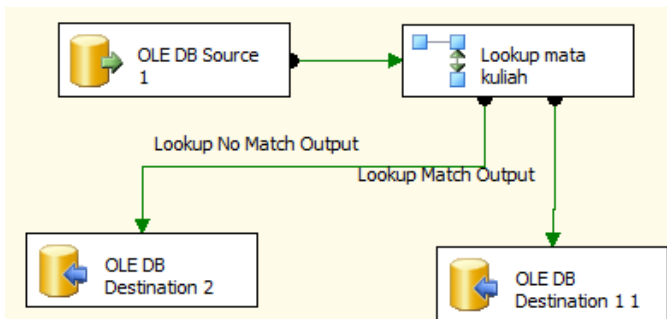 OLE DB Source
1
Lookup mata
kuliah
Lookup No Match Output
Lookup Match Output
OLE DB
Destination 2
OLE DB
Destination 1 1